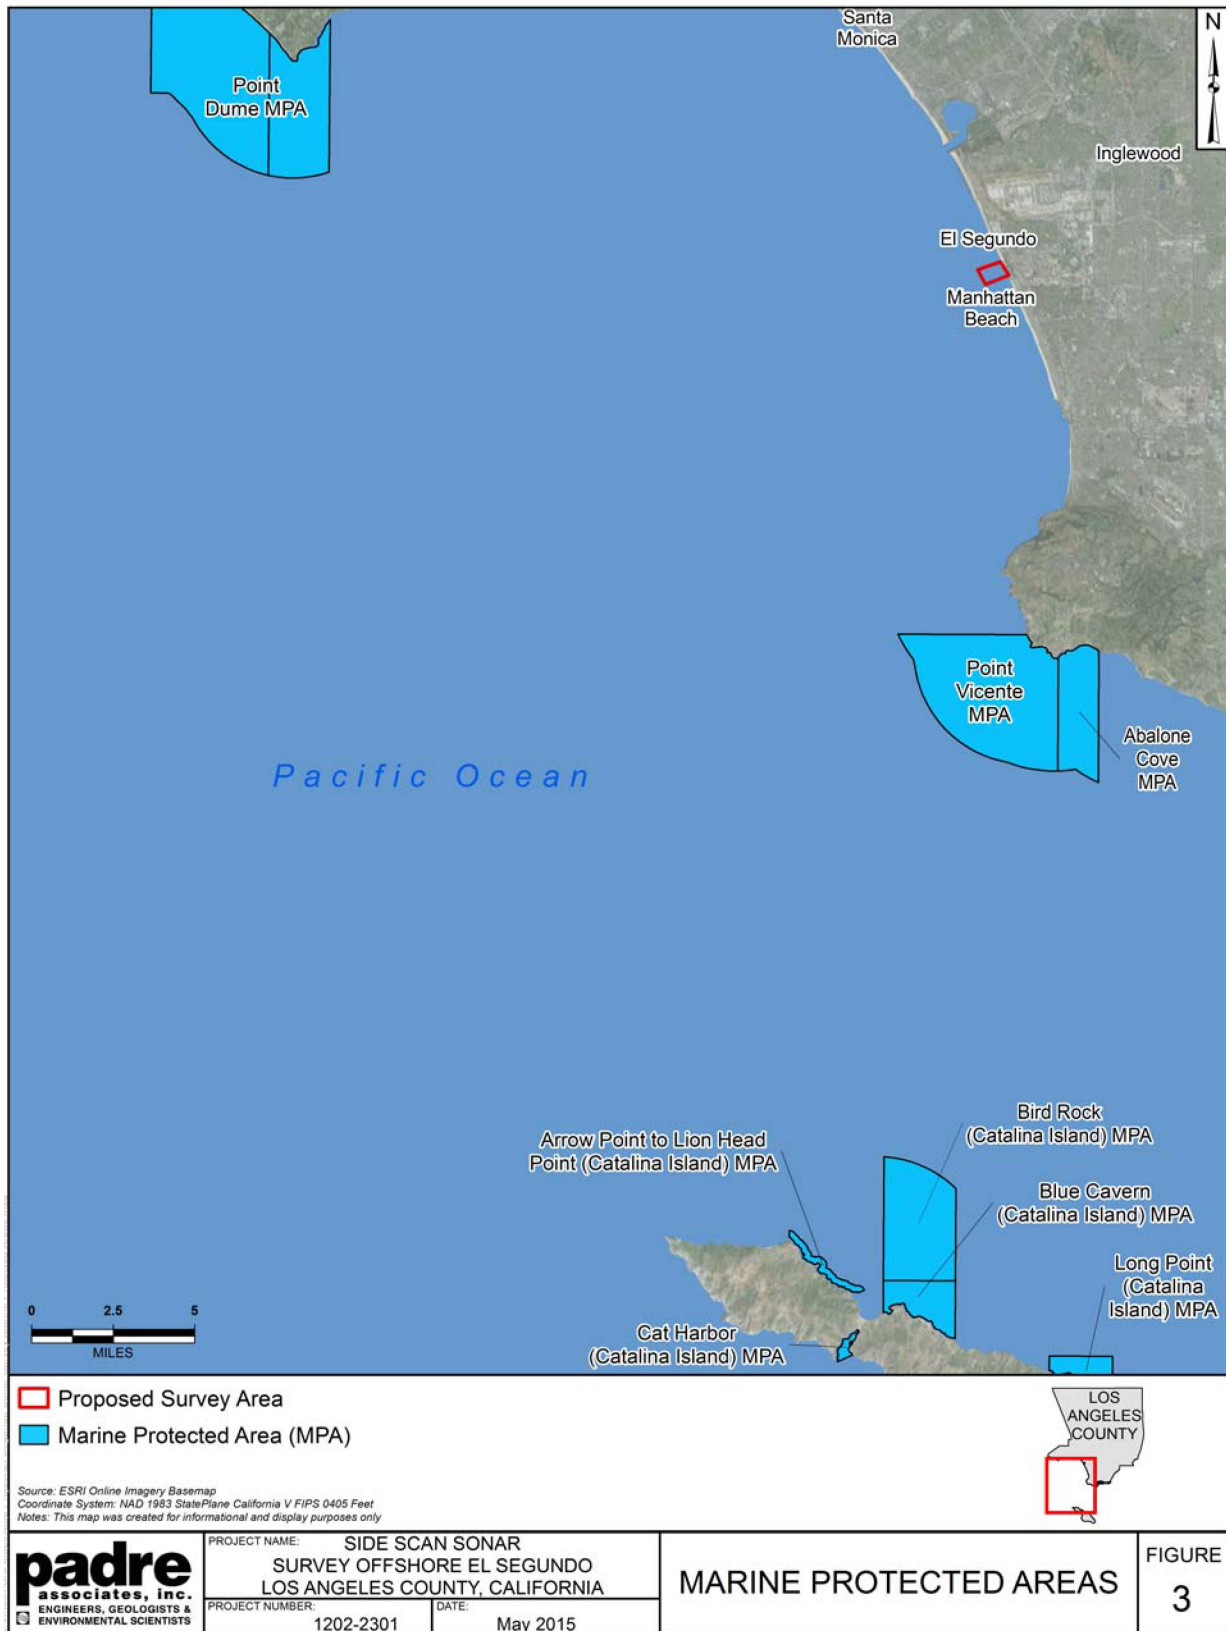 Santa
Monica
N
Point
Dume MPA
Inglewood
El Segundo
Manhattan
Beach
Point
Vicente
MPA
Abalone
Cove
MPA
Pacific Ocean
Bird Rock
(Catalina Island) MPA
Arrow Point to Lion Head
Point (Catalina Island) MPA
Blue Cavern
(Catalina Island) MPA
Long Point
(Catalina
Island) MPA
Cat Harbor
(Catalina Island) MPA
0 2.5 5
MILES
Proposed Survey Area
Marine Protected Area (MPA)
LOS
ANGELES
COUNTY
Source: ESRI Online Imagery Basemap
Coordinate System: NAD 1983 StatePlane California V FIPS 0405 Feet
Notes: This map was created for informational and display purposes only
padre
associates, inc.
ENGINEERS, GEOLOGISTS &
ENVIRONMENTAL SCIENTISTS
PROJECT NAME: SIDE SCAN SONAR
SURVEY OFFSHORE EL SEGUNDO
LOS ANGELES COUNTY, CALIFORNIA
PROJECT NUMBER:
1202-2301
DATE:
May 2015
MARINE PROTECTED AREAS
FIGURE
3